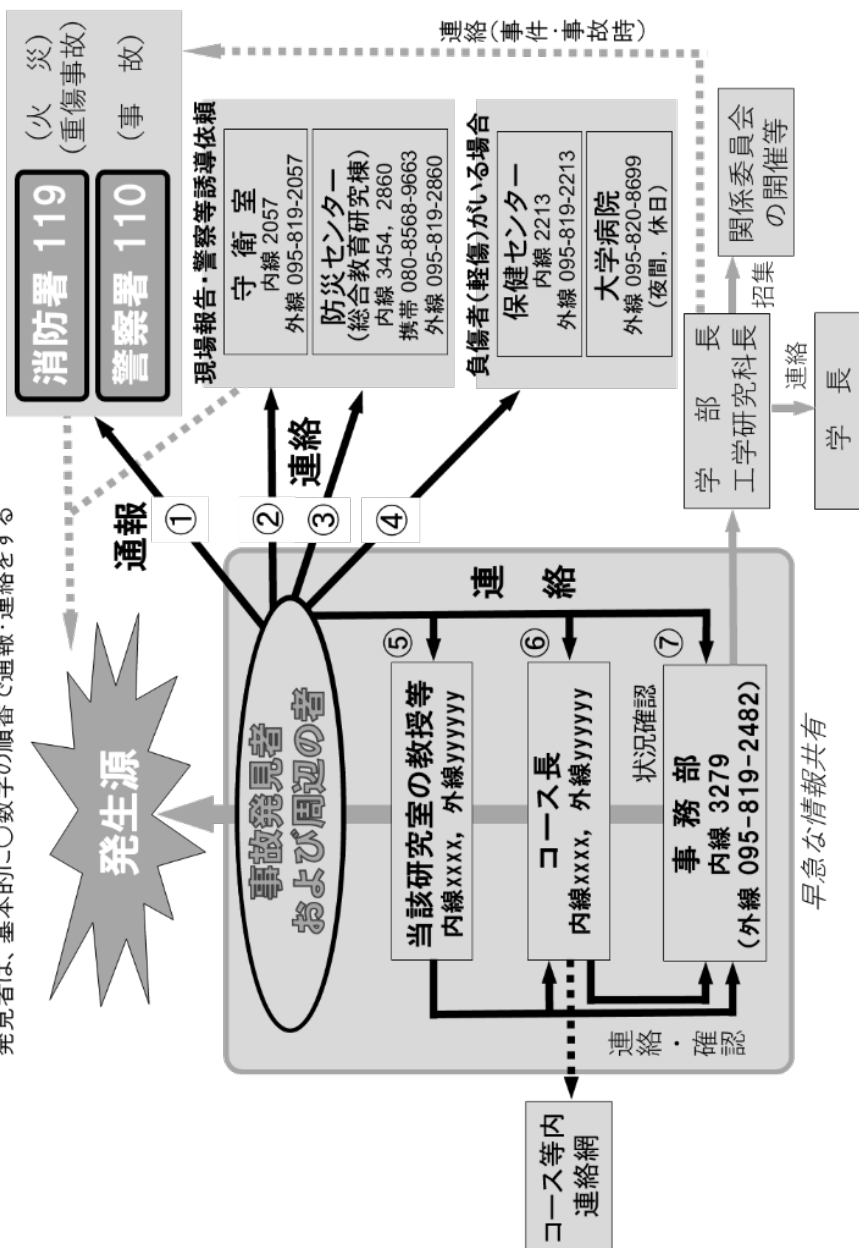 発見者は、基本的に〇数字の順番で通報・連絡をする
発生源
通報
①
②
③
④
連絡
消防署 119
(火　災)
(重傷事故)
警察署 110
(事　故)
現場報告・警察等誘導依頼
守 衛 室
内線 2057
外線 095-819-2057
防災センター
(総合教育研究棟)
内線 3454，2860
携帯 080-8568-9663
外線 095-819-2860
負傷者(軽傷)がいる場合
保健センター
内線 2213
外線 095-819-2213
大学病院
外線 095-820-8699
(夜間，休日)
事故発見者
および周辺の者
連　絡
⑤
当該研究室の教授等
内線xxxx，外線yyyyyy
⑥
コース長
内線xxxx，外線yyyyyy
状況確認
⑦
事 務 部
内線 3279
(外線 095-819-2482)
連絡・確認
コース等内
連絡網
早急な情報共有
学　部　長
工学研究科長
連絡
学　長
招集
関係委員会
の開催等
連絡(事件・事故時)